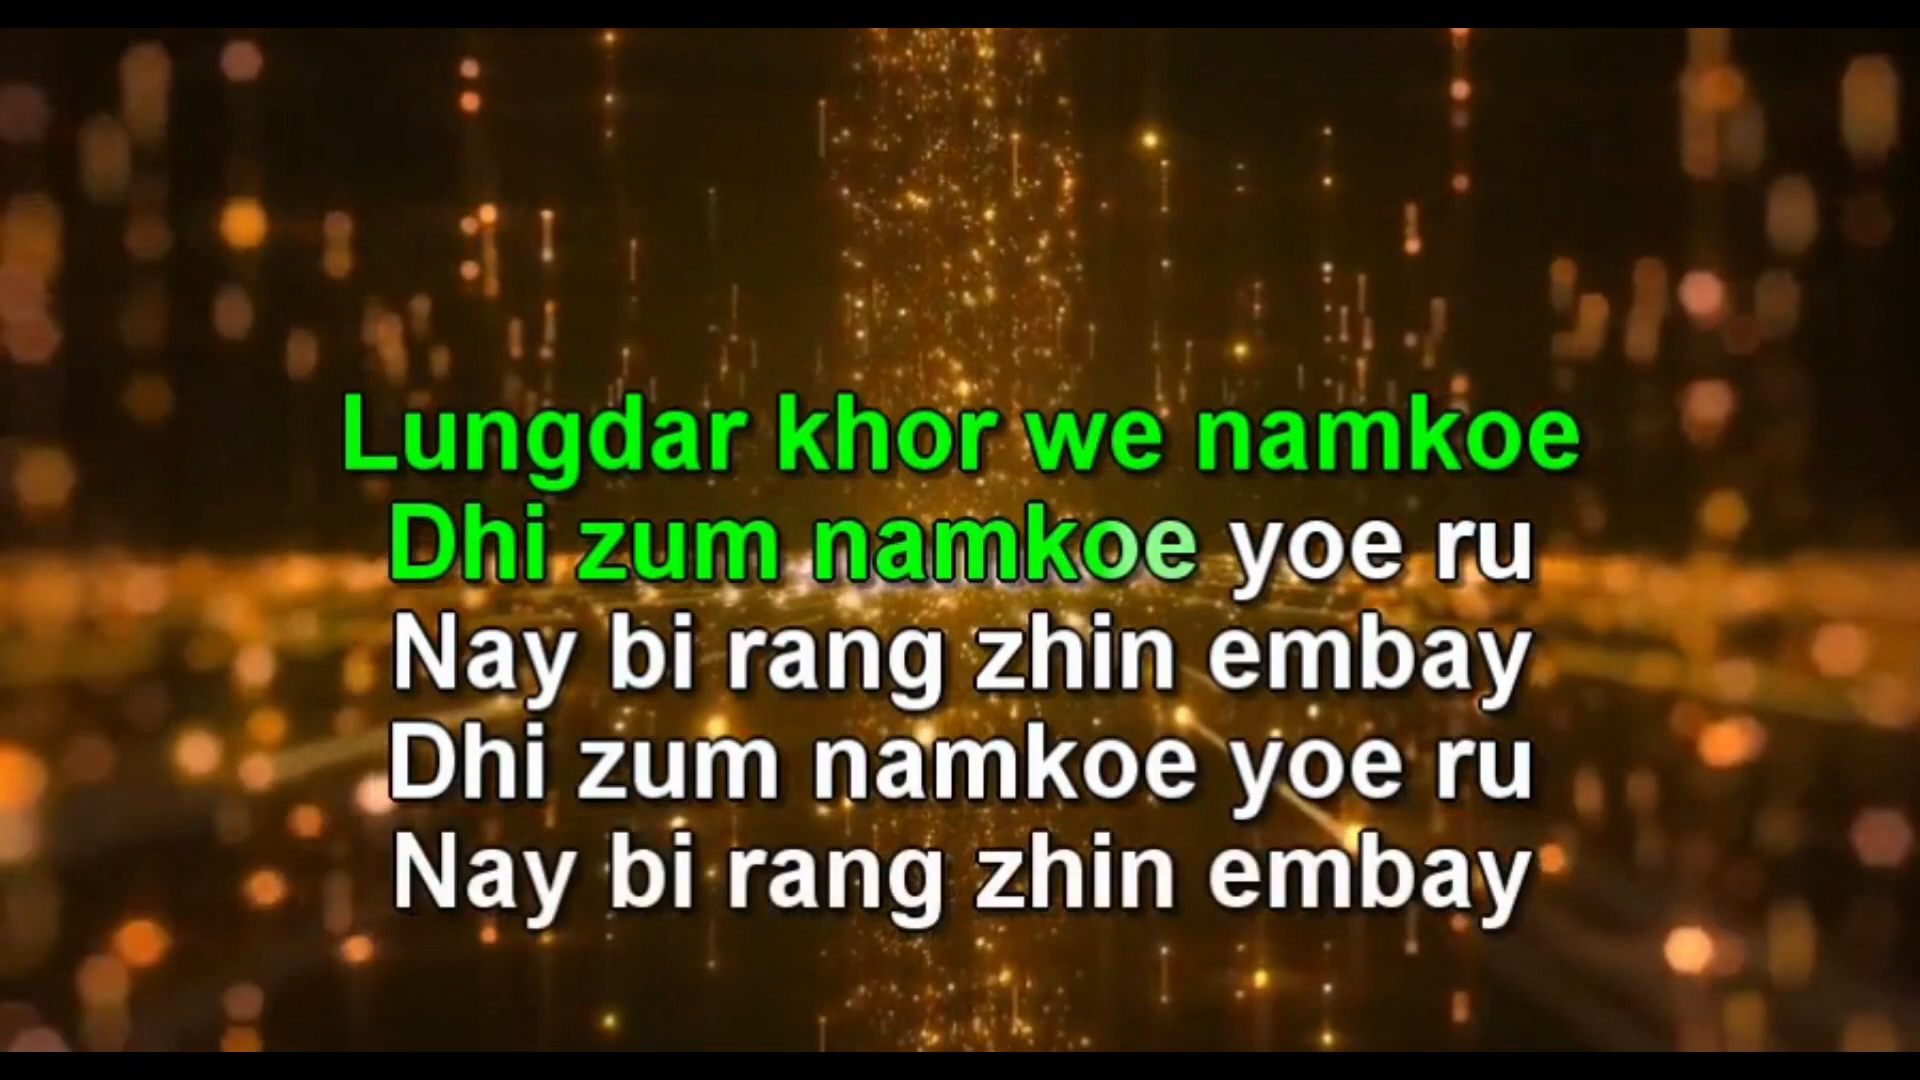 Lungdar khor we namkoe
Dhi zum namkoe yoe ru
Nay bi rang zhin embay
Dhi zum namkoe yoe ru
Nay bi rang zhin embay